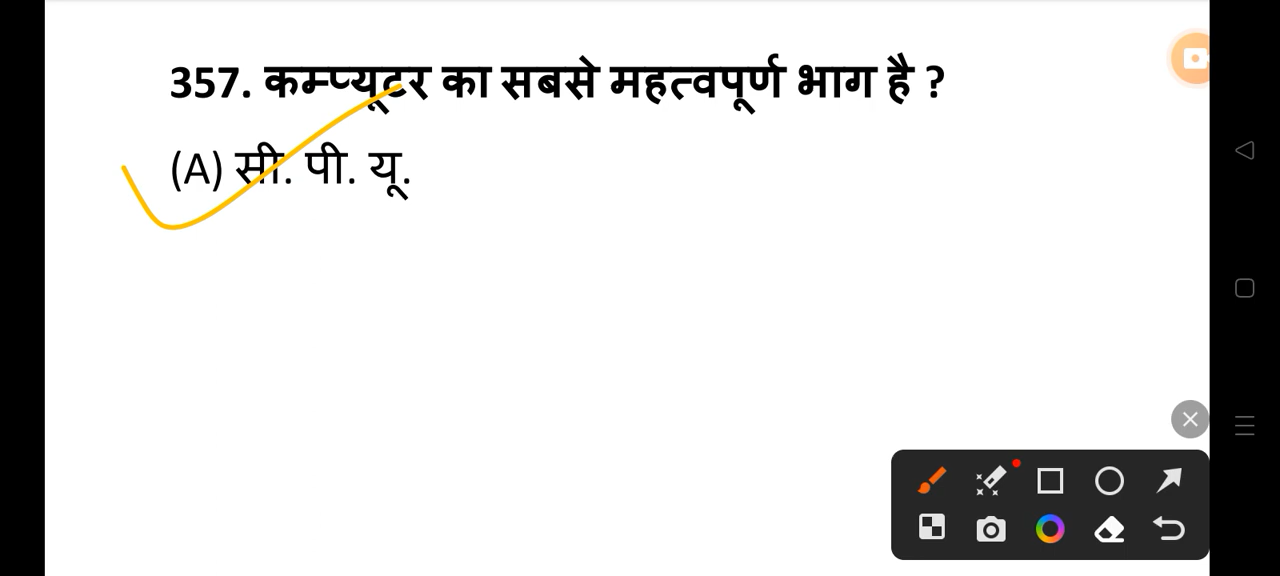 357. कम्प्यूटर का सबसे महत्वपूर्ण भाग है ?
(A) सी. पी. यू.